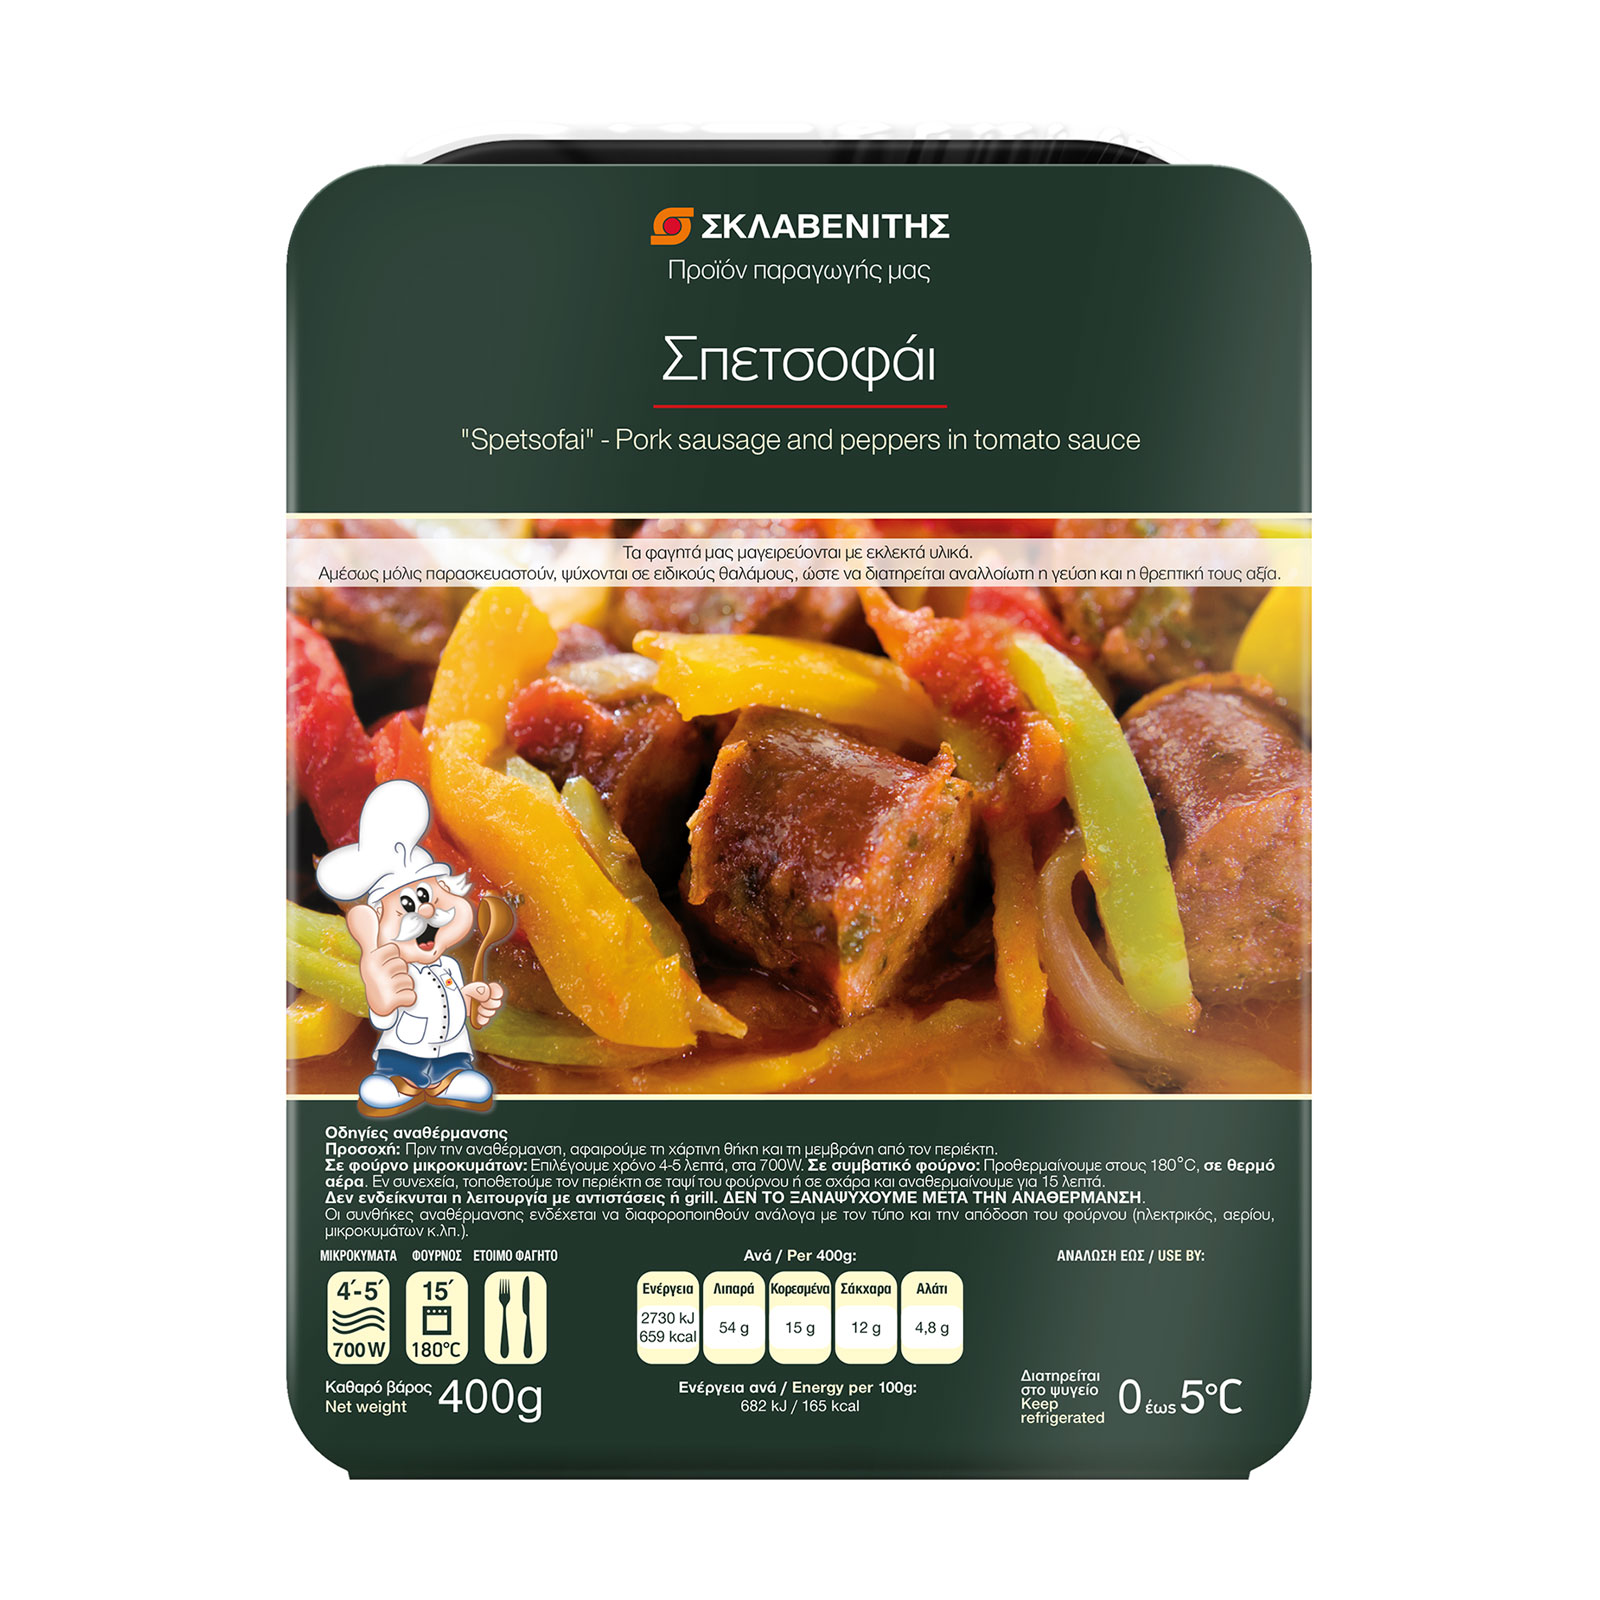 ΣΚΛΑΒΕΝΙΤΗΣ
Προϊόν παραγωγής μας
Σπετσοφάι
"Spetsofai" - Pork sausage and peppers in tomato sauce
Τα φαγητά μας μαγειρεύονται με εκλεκτά υλικά.
Αμέσως μόλις παρασκευαστούν, ψύχονται σε ειδικούς θαλάμους, ώστε να διατηρείται αναλλοίωτη η γεύση και η θρεπτική τους αξία.
Οδηγίες αναθέρμανσης
Προσοχή: Πριν την αναθέρμανση, αφαιρούμε τη χάρτινη θήκη και τη μεμβράνη από τον περιέκτη.
Σε φούρνο μικροκυμάτων: Επιλέγουμε χρόνο 4-5 λεπτά, στα 700W. Σε συμβατικό φούρνο: Προθερμαίνουμε στους 180°C, σε θερμό
αέρα. Εν συνεχεία, τοποθετούμε τον περιέκτη σε ταψί του φούρνου ή σε σχάρα και αναθερμαίνουμε για 15 λεπτά.
Δεν ενδείκνυται η λειτουργία με αντιστάσεις ή grill. ΔΕΝ ΤΟ ΞΑΝΑΨΥΧΟΥΜΕ ΜΕΤΑ ΤΗΝ ΑΝΑΘΕΡΜΑΝΣΗ.
Οι συνθήκες αναθέρμανσης ενδέχεται να διαφοροποιηθούν ανάλογα με τον τύπο και την απόδοση του φούρνου (ηλεκτρικός, αερίου,
μικροκυμάτων κ.λπ.).
ΜΙΚΡΟΚΥΜΑΤΑ ΦΟΥΡΝΟΣ ΕΤΟΙΜΟ ΦΑΓΗΤΟ
4΄-5΄ 15΄
700W 180°C
Καθαρό βάρος
Net weight
400g
Ανά / Per 400g:
Ενέργεια Λιπαρά Κορεσμένα Σάκχαρα Αλάτι
2730 kJ
659 kcal
54 g 15 g 12 g 4,8 g
Ενέργεια ανά / Energy per 100g:
682 kJ / 165 kcal
ΑΝΑΛΩΣΗ ΕΩΣ / USE BY:
Διατηρείται
στο ψυγείο
Keep
refrigerated
0 έως 5°C